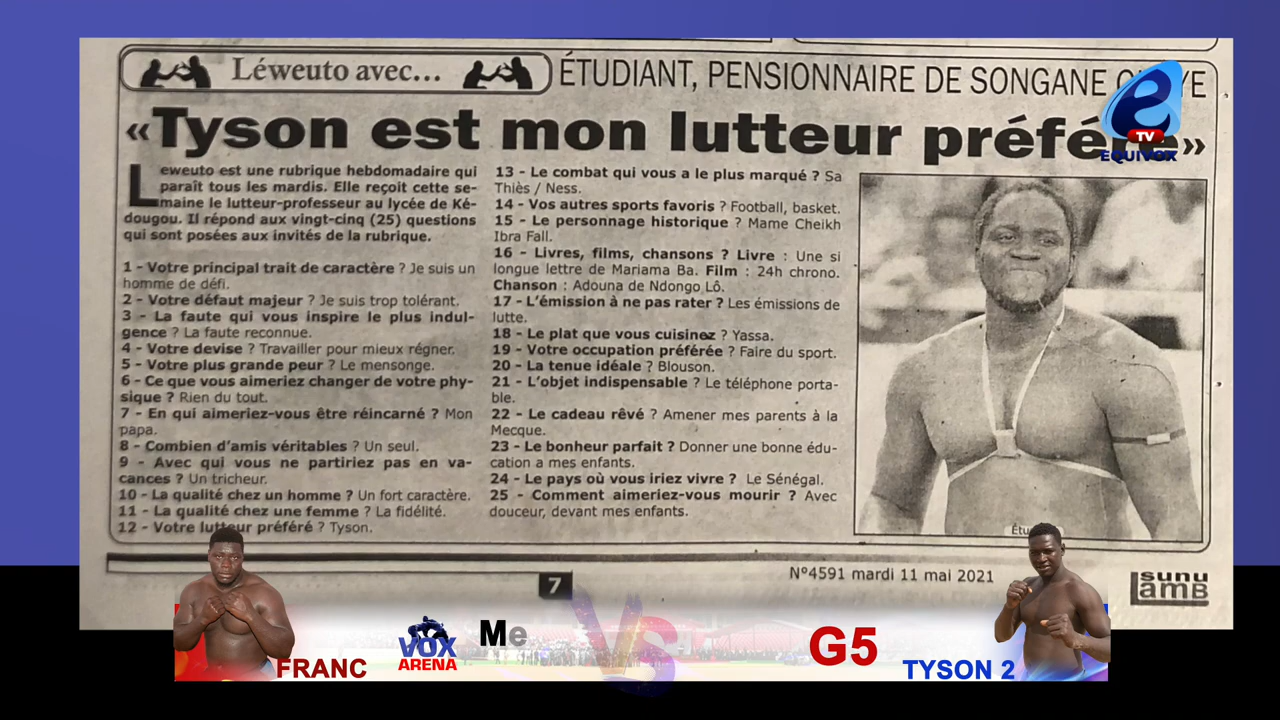 Léweuto avec...
ÉTUDIANT, PENSIONNAIRE DE SONGANE
«Tyson est mon lutteur préféré»
Leweuto est une rubrique hebdomadaire qui
paraît tous les mardis. Elle reçoit cette se-
maine le lutteur-professeur au lycée de Ké-
dougou. Il répond aux vingt-cinq (25) questions
qui sont posées aux invités de la rubrique.
1 - Votre principal trait de caractère ? Je suis un
homme de défi.
2 - Votre défaut majeur ? Je suis trop tolérant.
3 - La faute qui vous inspire le plus indul-
gence ? La faute reconnue.
4 - Votre devise ? Travailler pour mieux régner.
5 - Votre plus grande peur ? Le mensonge.
6 - Ce que vous aimeriez changer de votre phy-
sique ? Rien du tout.
7 - En qui aimeriez-vous être réincarné ? Mon
papa.
8 - Combien d'amis véritables ? Un seul.
9 - Avec qui vous ne partiriez pas en va-
cances ? Un tricheur.
10 - La qualité chez un homme ? Un fort caractère.
11 - La qualité chez une femme ? La fidélité.
12 - Votre lutteur préféré ? Tyson.
13 - Le combat qui vous a le plus marqué ? Sa
Thiès / Ness.
14 - Vos autres sports favoris ? Football, basket.
15 - Le personnage historique ? Mame Cheikh
Ibra Fall.
16 - Livres, films, chansons ? Livre : Une si
longue lettre de Mariama Ba. Film : 24h chrono.
Chanson : Adouna de Ndongo Lô.
17 - L'émission à ne pas rater ? Les émissions de
lutte.
18 - Le plat que vous cuisinez ? Yassa.
19 - Votre occupation préférée ? Faire du sport.
20 - La tenue idéale ? Blouson.
21 - L'objet indispensable ? Le téléphone porta-
ble.
22 - Le cadeau rêvé ? Amener mes parents à la
Mecque.
23 - Le bonheur parfait ? Donner une bonne édu-
cation a mes enfants.
24 - Le pays où vous iriez vivre ? Le Sénégal.
25 - Comment aimeriez-vous mourir ? Avec
douceur, devant mes enfants.
7
N°4591 mardi 11 mai 2021
sunu
lamB
e
TV
EQUIVOX
FRANC
VOX
ARENA
Me
VS
G5
TYSON 2